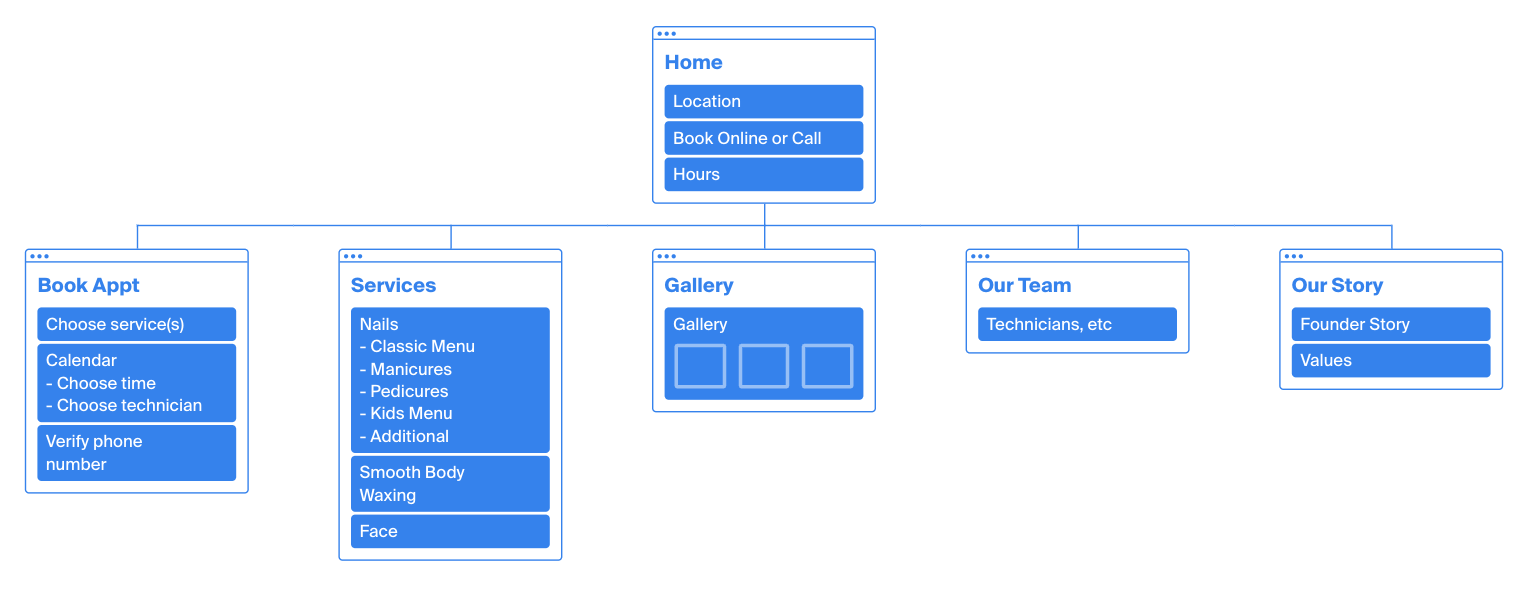 Home
Location
Book Online or Call
Hours
Book Appt
Choose service(s)
Calendar
- Choose time
- Choose technician
Verify phone
number
Services
Nails
- Classic Menu
- Manicures
- Pedicures
- Kids Menu
- Additional
Smooth Body
Waxing
Face
Gallery
Gallery
Our Team
Technicians, etc
Our Story
Founder Story
Values